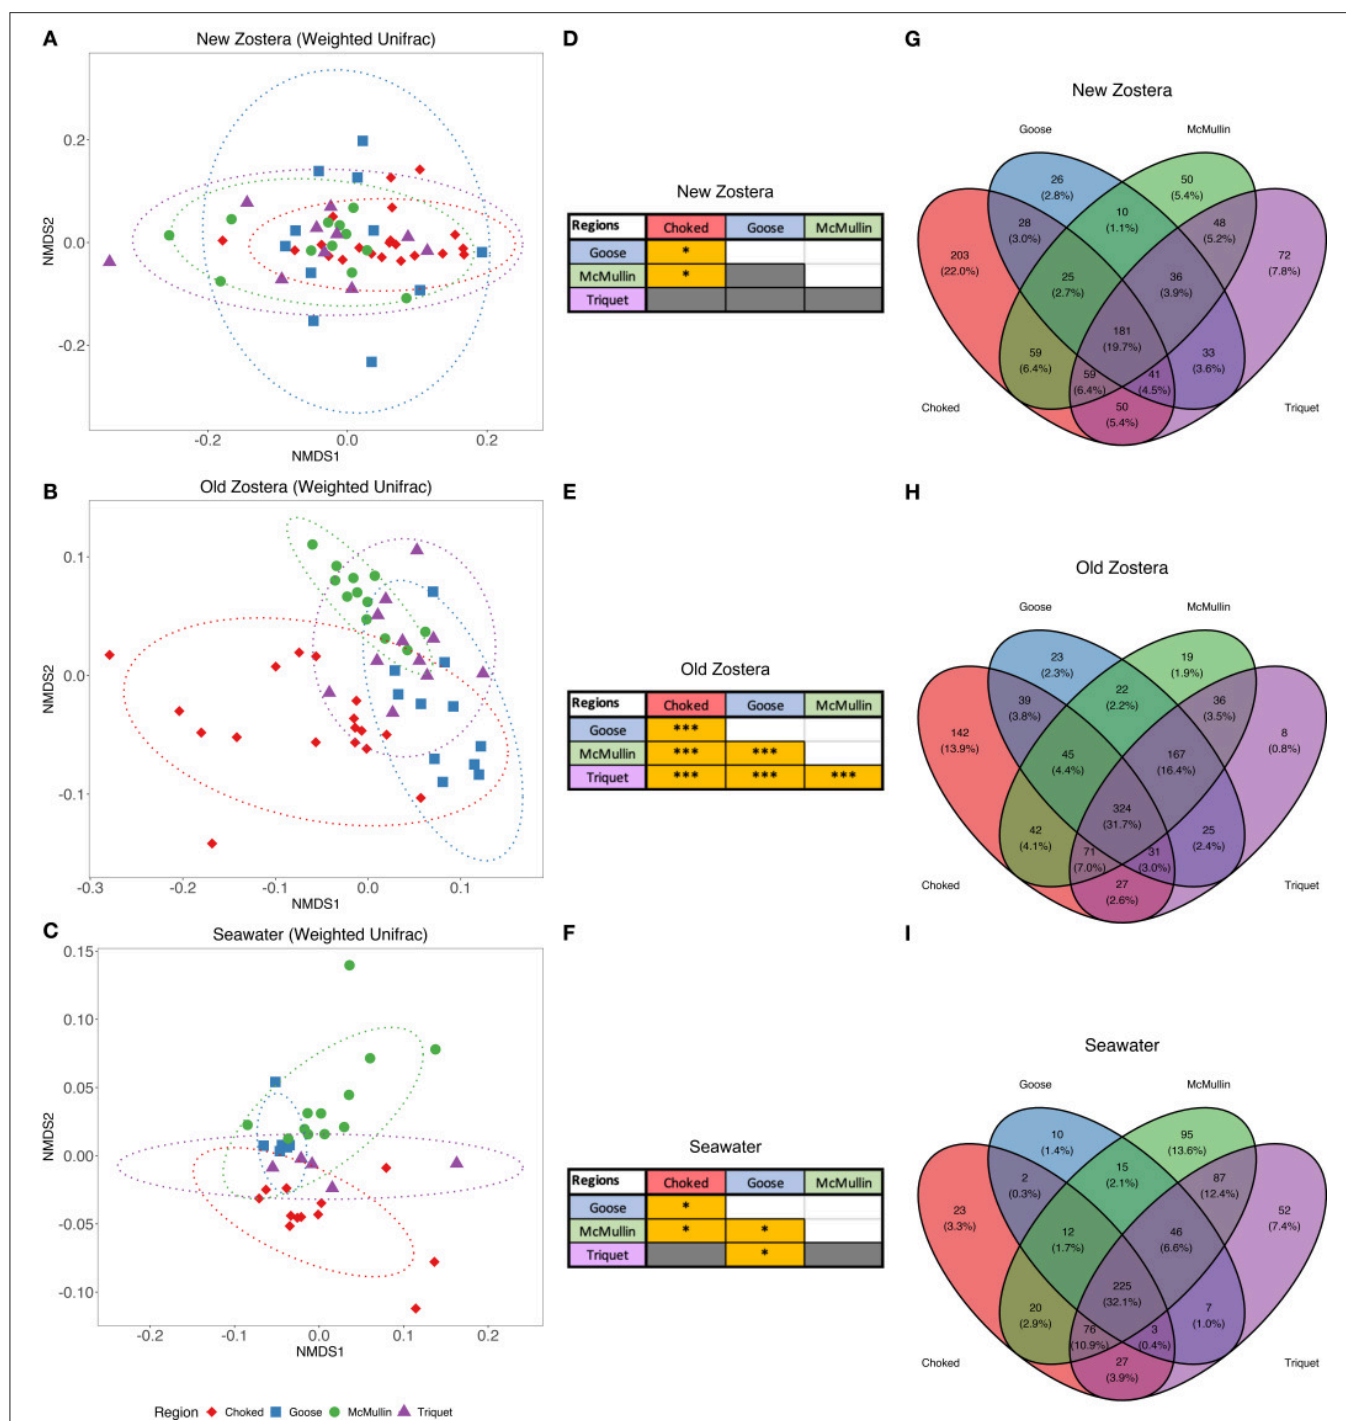 A
New Zostera (Weighted Unifrac)
0.2
0.0
-0.2
NMDS2
-0.2
0.0
0.2
NMDS1
D
New Zostera
Regions Choked Goose McMullin
Goose *
McMullin *
Triquet
G
New Zostera
Goose
McMullin
26
(2.8%)
50
(5.4%)
28
(3.0%)
10
(1.1%)
48
(5.2%)
203
(22.0%)
72
(7.8%)
25
(2.7%)
36
(3.9%)
181
(19.7%)
59
(6.4%)
33
(3.6%)
59
(6.4%)
41
(4.5%)
50
(5.4%)
Choked
Triquet
B
Old Zostera (Weighted Unifrac)
0.1
0.0
-0.1
NMDS2
-0.3
-0.2
-0.1
0.0
0.1
NMDS1
E
Old Zostera
Regions Choked Goose McMullin
Goose ***
McMullin *** ***
Triquet *** *** ***
H
Old Zostera
Goose
McMullin
23
(2.3%)
19
(1.9%)
39
(3.8%)
22
(2.2%)
36
(3.5%)
142
(13.9%)
8
(0.8%)
45
(4.4%)
167
(16.4%)
324
(31.7%)
42
(4.1%)
25
(2.4%)
71
(7.0%)
31
(3.0%)
27
(2.6%)
Choked
Triquet
C
Seawater (Weighted Unifrac)
0.15
0.10
0.05
0.00
-0.05
-0.10
NMDS2
-0.2
-0.1
0.0
0.1
0.2
NMDS1
F
Seawater
Regions Choked Goose McMullin
Goose *
McMullin * *
Triquet *
I
Seawater
Goose
McMullin
10
(1.4%)
95
(13.6%)
2
(0.3%)
15
(2.1%)
87
(12.4%)
23
(3.3%)
52
(7.4%)
12
(1.7%)
46
(6.6%)
225
(32.1%)
20
(2.9%)
7
(1.0%)
76
(10.9%)
3
(0.4%)
27
(3.9%)
Choked
Triquet
Region Choked Goose McMullin Triquet